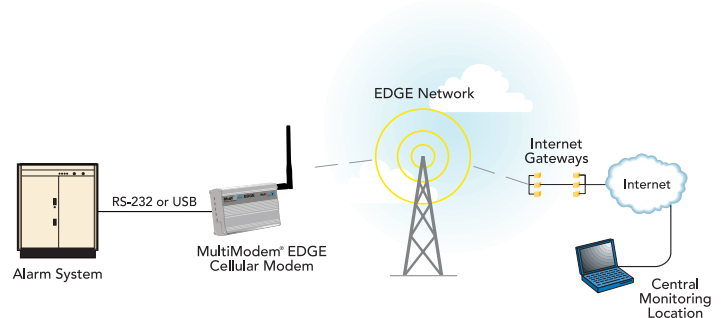 EDGE Network
Internet
Gateways
Internet
RS-232 or USB
MultiModem® EDGE
Cellular Modem
Alarm System
Central
Monitoring
Location